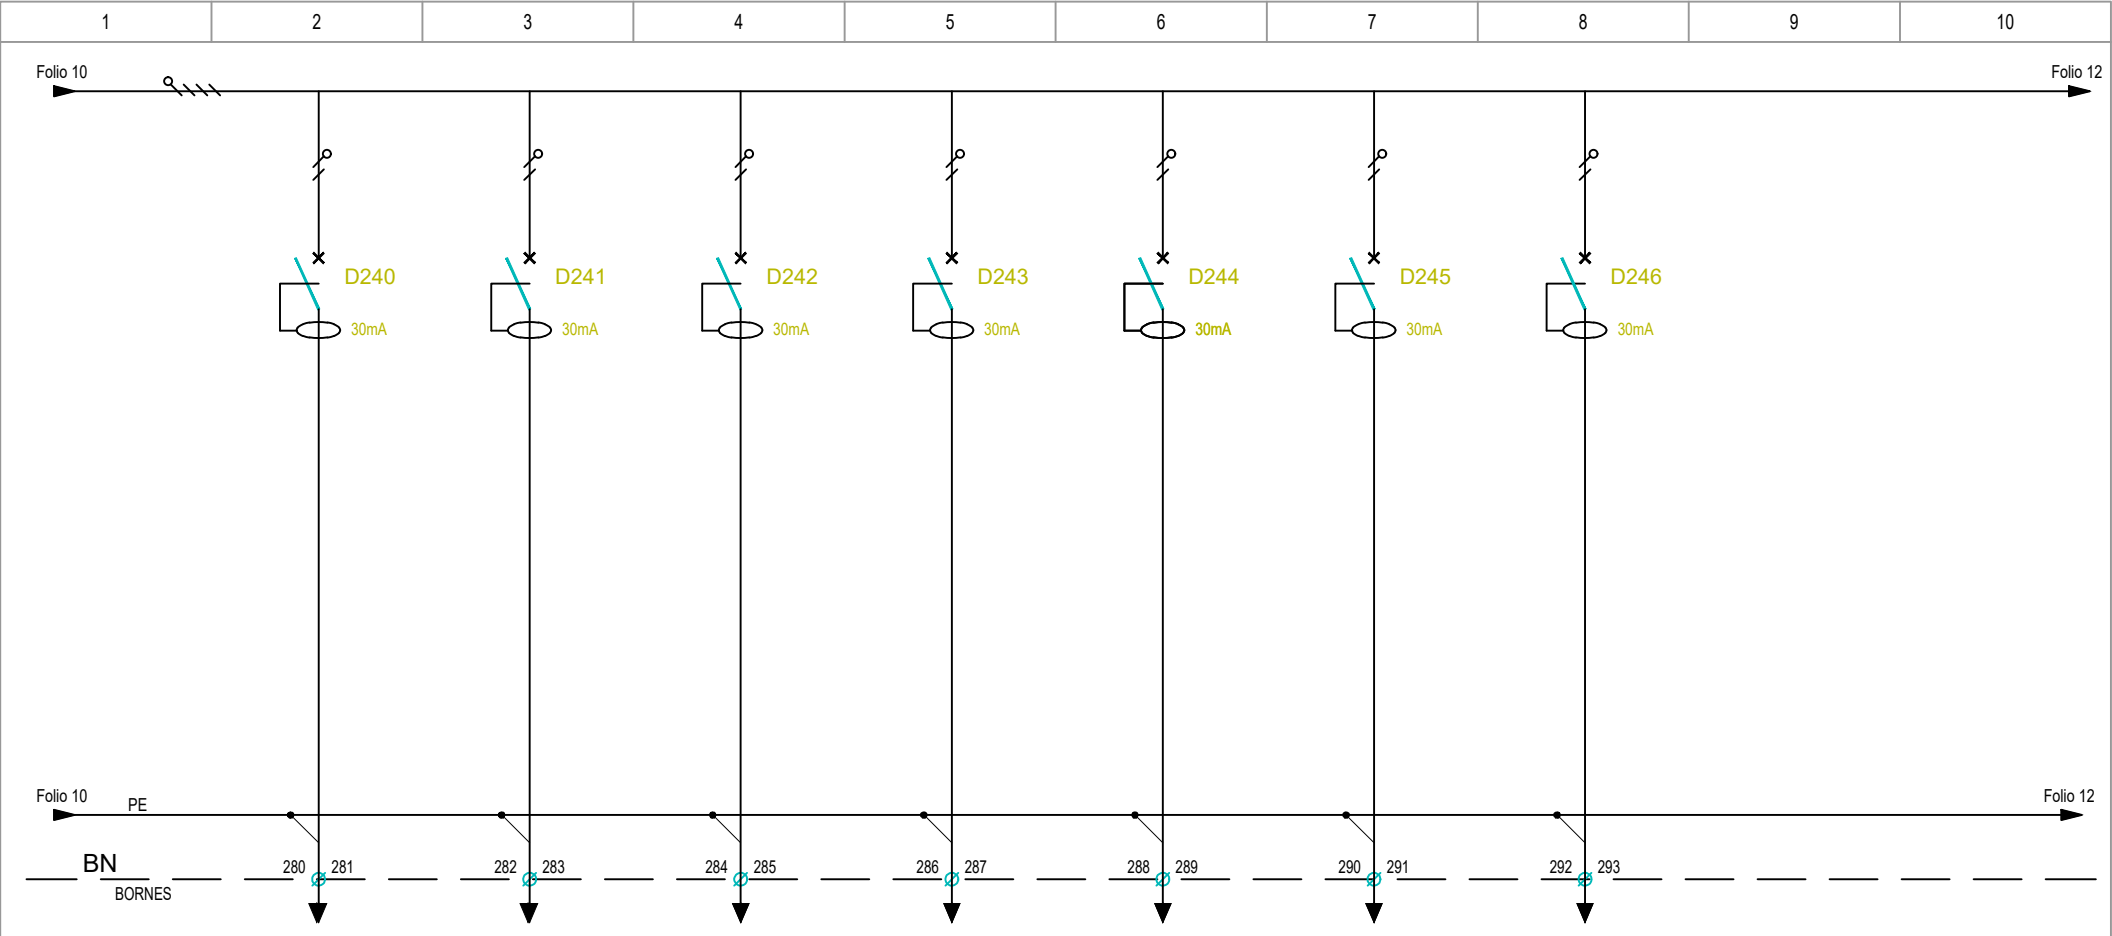 1 2 3 4 5 6 7 8 9 10
Folio 10 Folio 12
D240 D241 D242 D243 D244 D245 D246
30mA 30mA 30mA 30mA 30mA 30mA 30mA
Folio 10 PE Folio 12
BN 280 281 282 283 284 285 286 287 288 289 290 291 292 293
BORNES